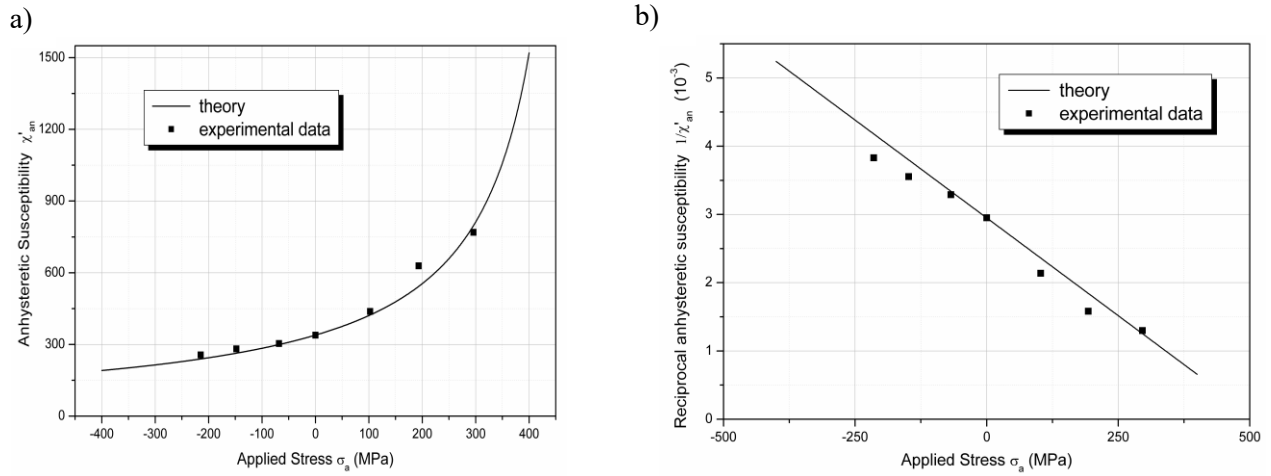 a)
1500
1200
900
600
300
0
-400 -300 -200 -100 0 100 200 300 400
Anhysteretic Susceptibility χ'an
Applied Stress σa (MPa)
theory
experimental data
b)
5
4
3
2
1
0
-500 -250 0 250 500
Reciprocal anhysteretic susceptibility 1/χ'an (10-3)
Applied Stress σa (MPa)
theory
experimental data